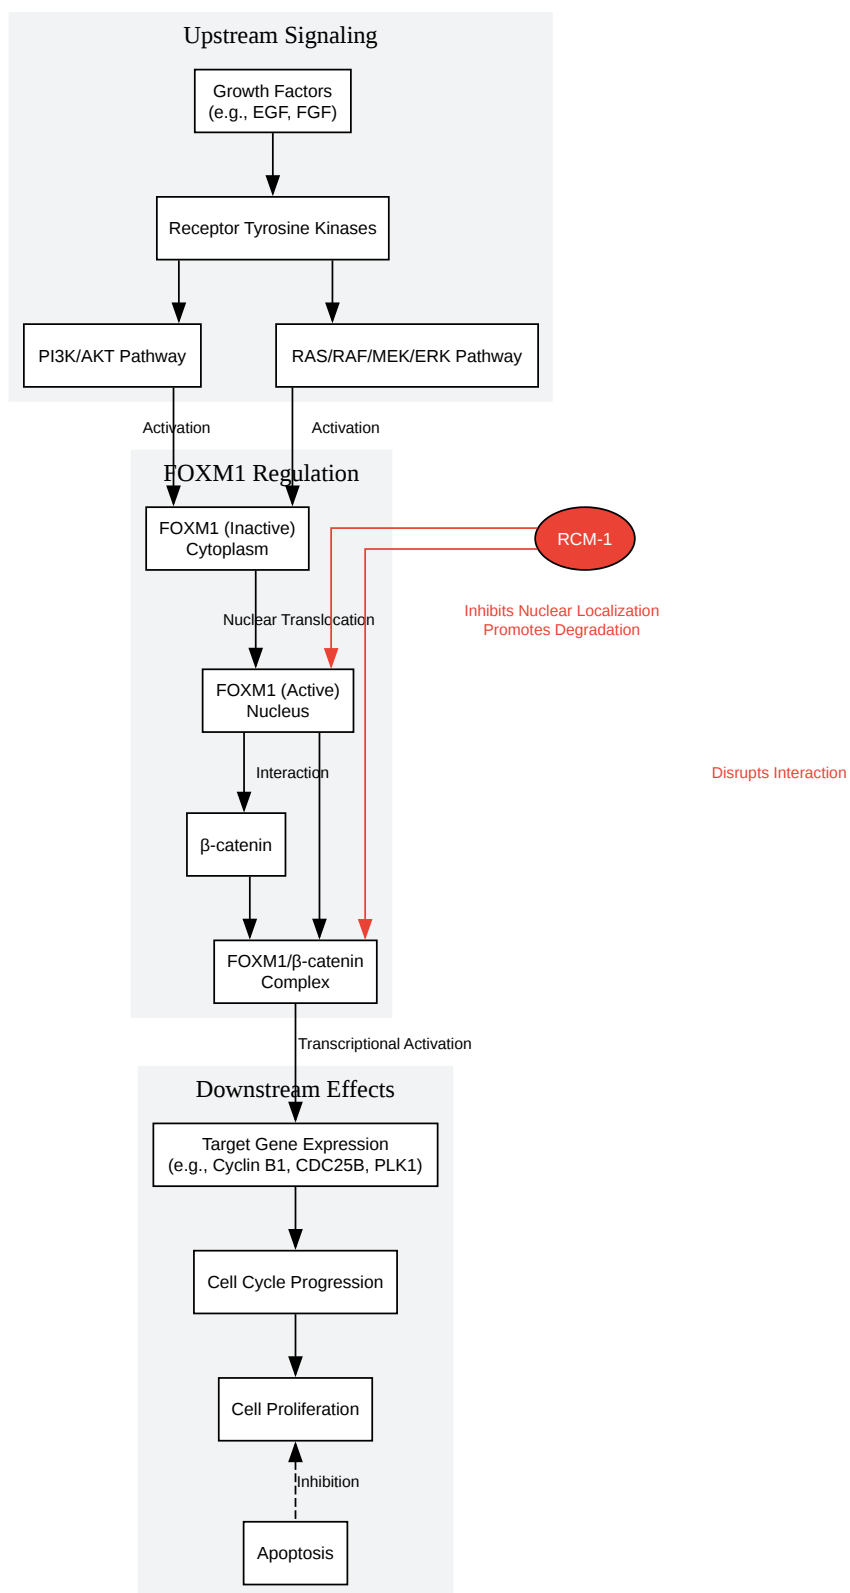 Upstream Signaling
Growth Factors
(e.g., EGF, FGF)
Receptor Tyrosine Kinases
PI3K/AKT Pathway
RAS/RAF/MEK/ERK Pathway
Activation
Activation
FOXM1 Regulation
FOXM1 (Inactive)
Cytoplasm
RCM-1
Nuclear Translocation
Inhibits Nuclear Localization
Promotes Degradation
FOXM1 (Active)
Nucleus
Interaction
Disrupts Interaction
β-catenin
FOXM1/β-catenin
Complex
Transcriptional Activation
Downstream Effects
Target Gene Expression
(e.g., Cyclin B1, CDC25B, PLK1)
Cell Cycle Progression
Cell Proliferation
Inhibition
Apoptosis